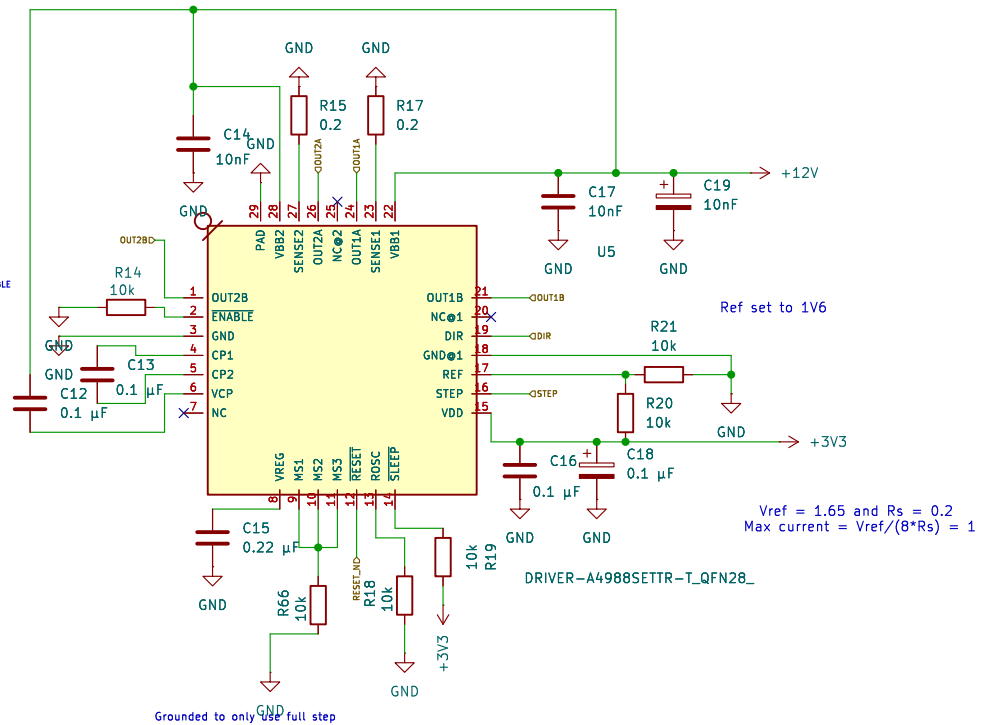 GND
GND
R15
0.2
R17
0.2
C14
10nF
GND
OUT2A
OUT1A
+12V
C17
10nF
C19
10nF
GND
29
28
27
26
25
24
23
22
PAD
VBB2
SENSE2
OUT2A
NC@2
OUT1A
SENSE1
VBB1
U5
GND
GND
OUT2B
R14
10k
1
2
3
4
5
6
7
OUT2B
ENABLE
GND
CP1
CP2
VCP
NC
OUT1B
NC@1
DIR
GND@1
REF
STEP
VDD
21
20
19
18
17
16
15
OUT1B
DIR
STEP
Ref set to 1V6
R21
10k
GND
GND
C13
0.1 µF
C12
0.1 µF
R20
10k
GND
+3V3
C16
0.1 µF
C18
0.1 µF
GND
GND
Vref = 1.65 and Rs = 0.2
Max current = Vref/(8*Rs) = 1
VREG
MS1
MS2
MS3
RESET
ROSC
SLEEP
8
9
10
11
12
13
14
C15
0.22 µF
GND
R66
10k
RESET_N
R18
10k
10k
R19
+3V3
DRIVER-A4988SETTR-T_QFN28_
GND
GND
Grounded to only use full step